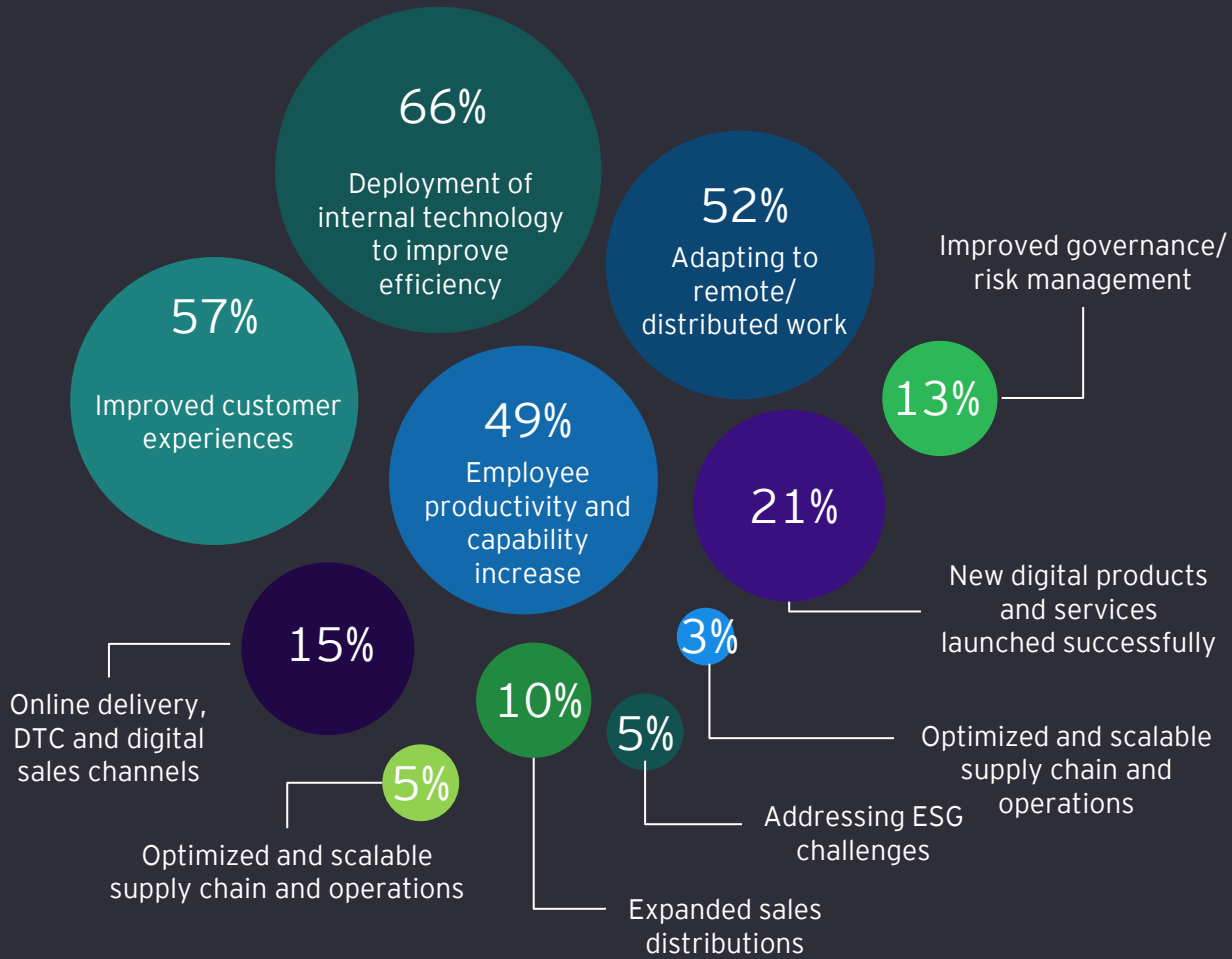 66%
Deployment of
internal technology
to improve
efficiency
52%
Adapting to
remote/
distributed work
Improved governance/
risk management
13%
57%
Improved customer
experiences
49%
Employee
productivity and
capability
increase
21%
New digital products
and services
launched successfully
15%
Online delivery,
DTC and digital
sales channels
3%
Optimized and scalable
supply chain and
operations
10%
Expanded sales
distributions
5%
Addressing ESG
challenges
5%
Optimized and scalable
supply chain and operations